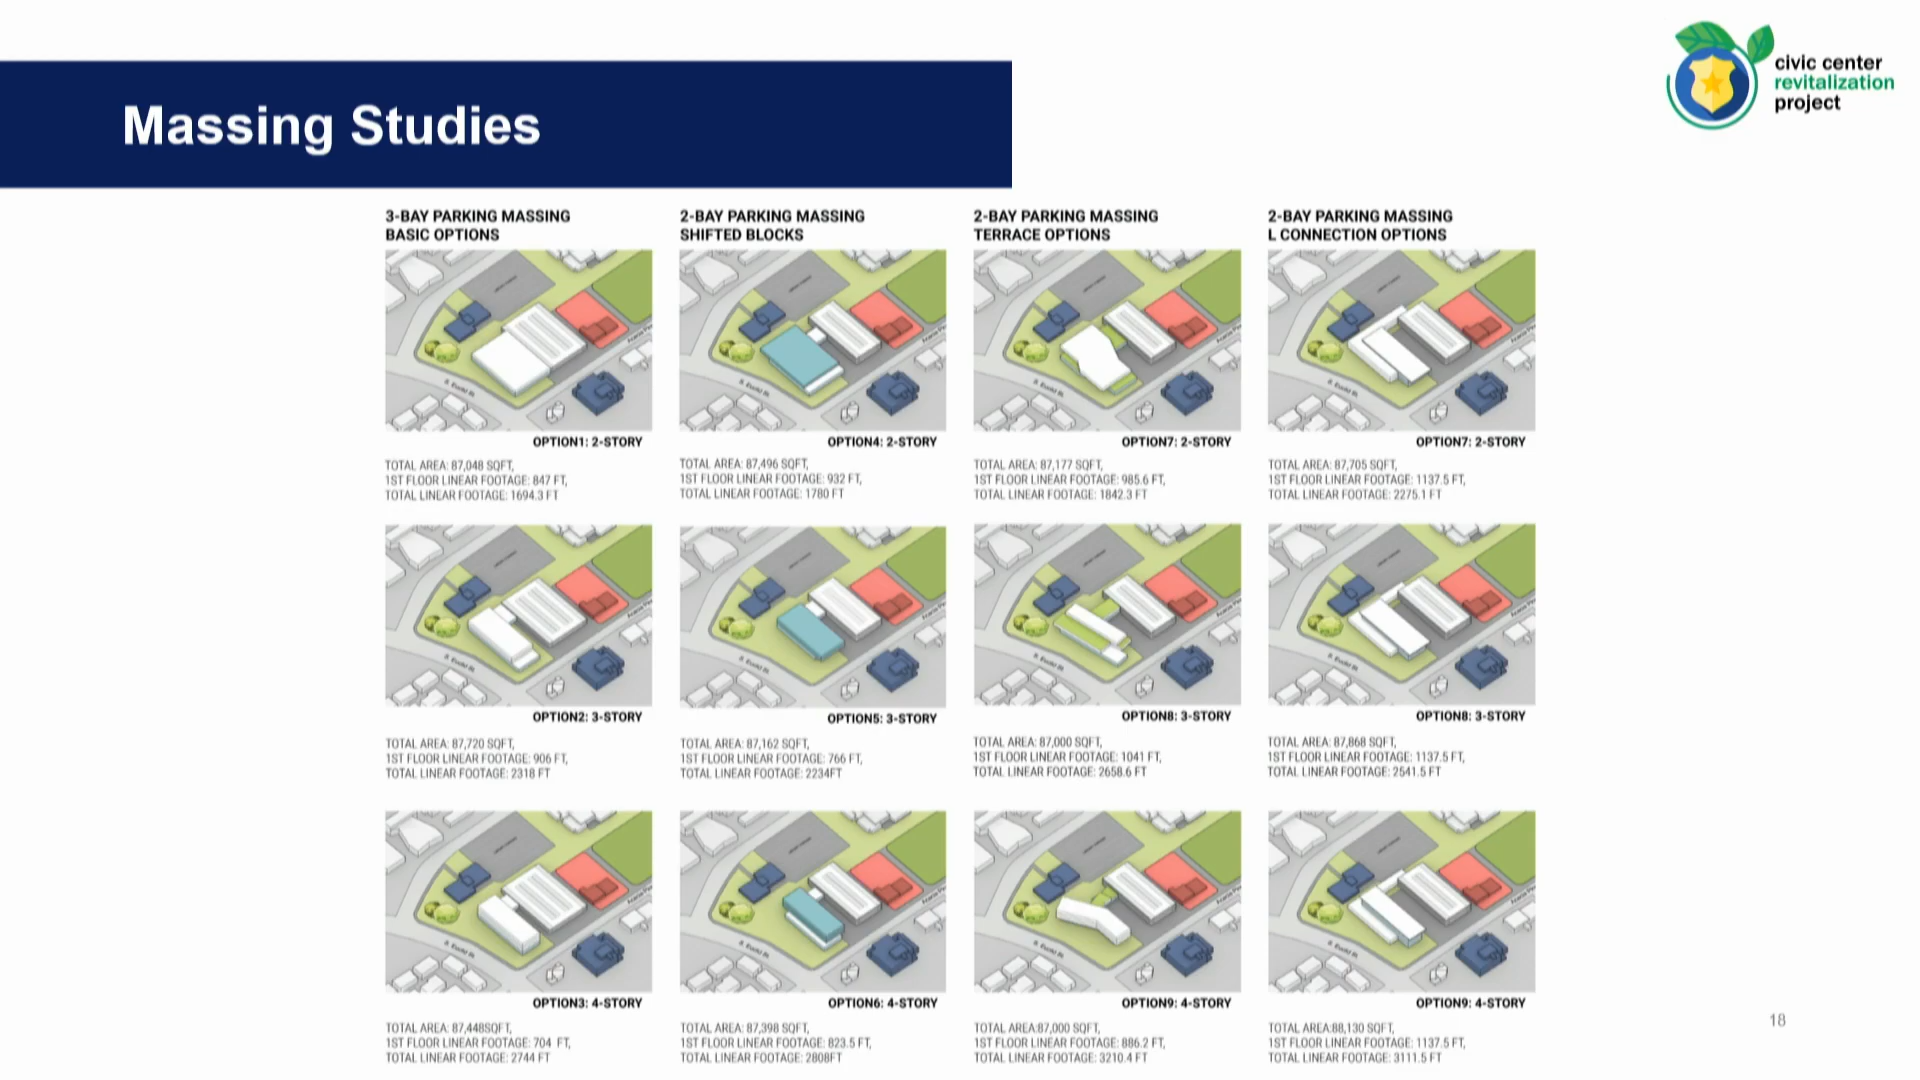 civic center
revitalization
project
Massing Studies
3-BAY PARKING MASSING
BASIC OPTIONS
2-BAY PARKING MASSING
SHIFTED BLOCKS
2-BAY PARKING MASSING
TERRACE OPTIONS
2-BAY PARKING MASSING
L CONNECTION OPTIONS
OPTION1: 2-STORY
TOTAL AREA: 87,048 SQFT,
1ST FLOOR LINEAR FOOTAGE: 847 FT,
TOTAL LINEAR FOOTAGE: 1694.3 FT
OPTION4: 2-STORY
TOTAL AREA: 87,496 SQFT,
1ST FLOOR LINEAR FOOTAGE: 932 FT,
TOTAL LINEAR FOOTAGE: 1780 FT
OPTION7: 2-STORY
TOTAL AREA: 87,177 SQFT,
1ST FLOOR LINEAR FOOTAGE: 985.6 FT,
TOTAL LINEAR FOOTAGE: 1842.3 FT
OPTION7: 2-STORY
TOTAL AREA: 87,705 SQFT,
1ST FLOOR LINEAR FOOTAGE: 1137.5 FT,
TOTAL LINEAR FOOTAGE: 2275.1 FT
OPTION2: 3-STORY
TOTAL AREA: 87,720 SQFT,
1ST FLOOR LINEAR FOOTAGE: 906 FT,
TOTAL LINEAR FOOTAGE: 2318 FT
OPTION5: 3-STORY
TOTAL AREA: 87,162 SQFT,
1ST FLOOR LINEAR FOOTAGE: 766 FT,
TOTAL LINEAR FOOTAGE: 2234FT
OPTION8: 3-STORY
TOTAL AREA: 87,000 SQFT,
1ST FLOOR LINEAR FOOTAGE: 1041 FT,
TOTAL LINEAR FOOTAGE: 2658.6 FT
OPTION8: 3-STORY
TOTAL AREA: 87,868 SQFT,
1ST FLOOR LINEAR FOOTAGE: 1137.5 FT,
TOTAL LINEAR FOOTAGE: 2541.5 FT
OPTION3: 4-STORY
TOTAL AREA: 87,448SQFT,
1ST FLOOR LINEAR FOOTAGE: 704 FT,
TOTAL LINEAR FOOTAGE: 2744 FT
OPTION6: 4-STORY
TOTAL AREA: 87,398 SQFT,
1ST FLOOR LINEAR FOOTAGE: 823.5 FT,
TOTAL LINEAR FOOTAGE: 2808FT
OPTION9: 4-STORY
TOTAL AREA:87,000 SQFT,
1ST FLOOR LINEAR FOOTAGE: 886.2 FT,
TOTAL LINEAR FOOTAGE: 3210.4 FT
OPTION9: 4-STORY
TOTAL AREA:88,130 SQFT,
1ST FLOOR LINEAR FOOTAGE: 1137.5 FT,
TOTAL LINEAR FOOTAGE: 3111.5 FT
18